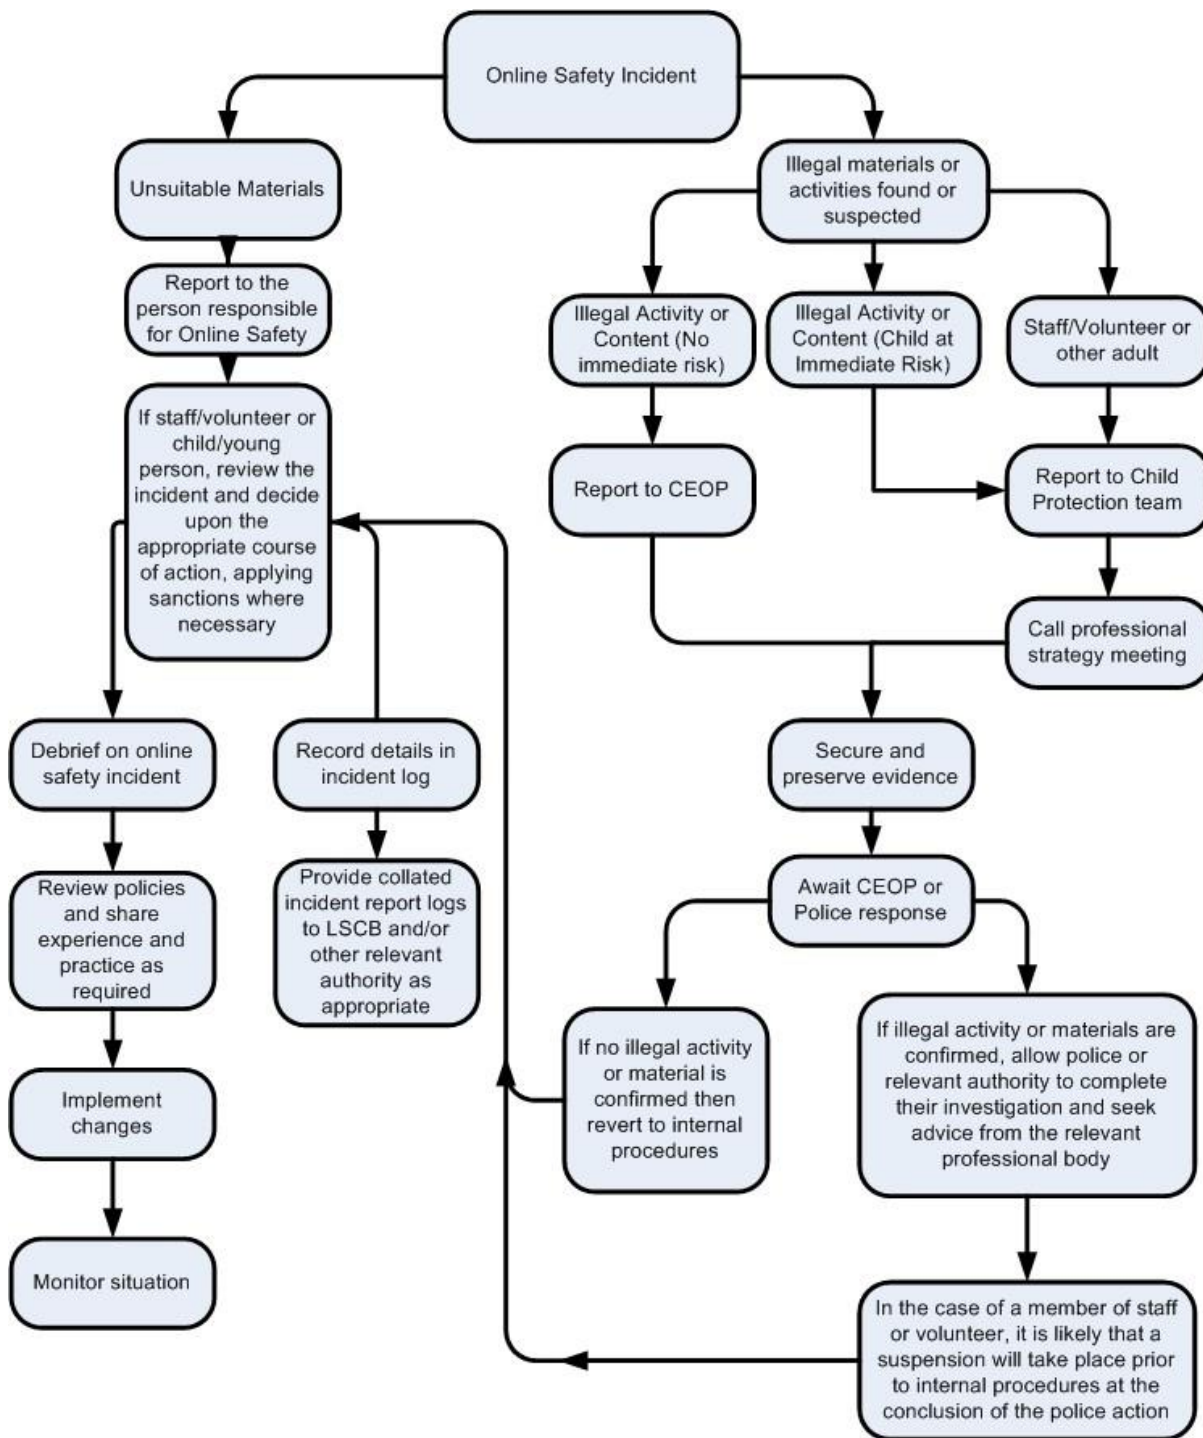 Online Safety Incident
Unsuitable Materials
Report to the
person responsible
for Online Safety
If staff/volunteer or
child/young
person, review the
incident and decide
upon the
appropriate course
of action, applying
sanctions where
necessary
Debrief on online
safety incident
Review policies
and share
experience and
practice as
required
Implement
changes
Monitor situation
Record details in
incident log
Provide collated
incident report logs
to LSCB and/or
other relevant
authority as
appropriate
Illegal materials or
activities found or
suspected
Illegal Activity or
Content (No
immediate risk)
Illegal Activity or
Content (Child at
Immediate Risk)
Staff/Volunteer or
other adult
Report to CEOP
Report to Child
Protection team
Call professional
strategy meeting
Secure and
preserve evidence
Await CEOP or
Police response
If no illegal activity
or material is
confirmed then
revert to internal
procedures
If illegal activity or materials are
confirmed, allow police or
relevant authority to complete
their investigation and seek
advice from the relevant
professional body
In the case of a member of staff
or volunteer, it is likely that a
suspension will take place prior
to internal procedures at the
conclusion of the police action